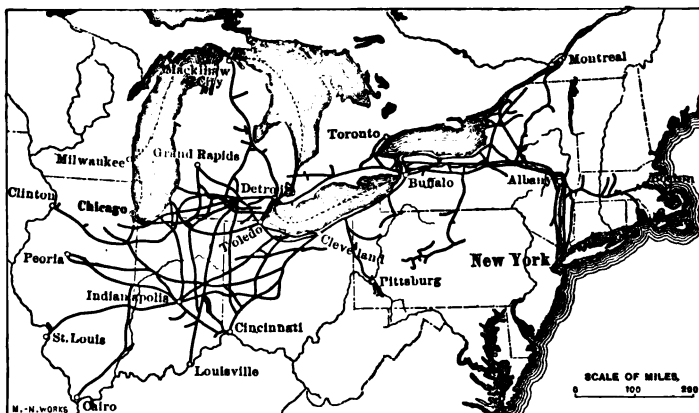 Montreal
Mackinaw
City
Toronto
Milwaukee
Grand Rapids
Detroit
Buffalo
Albany
Boston
Clinton
Chicago
Toledo
Cleveland
New York
Peoria
Pittsburg
Indianapolis
Cincinnati
St. Louis
Louisville
SCALE OF MILES.
0 100 200
M.-N. WORKS
Cairo